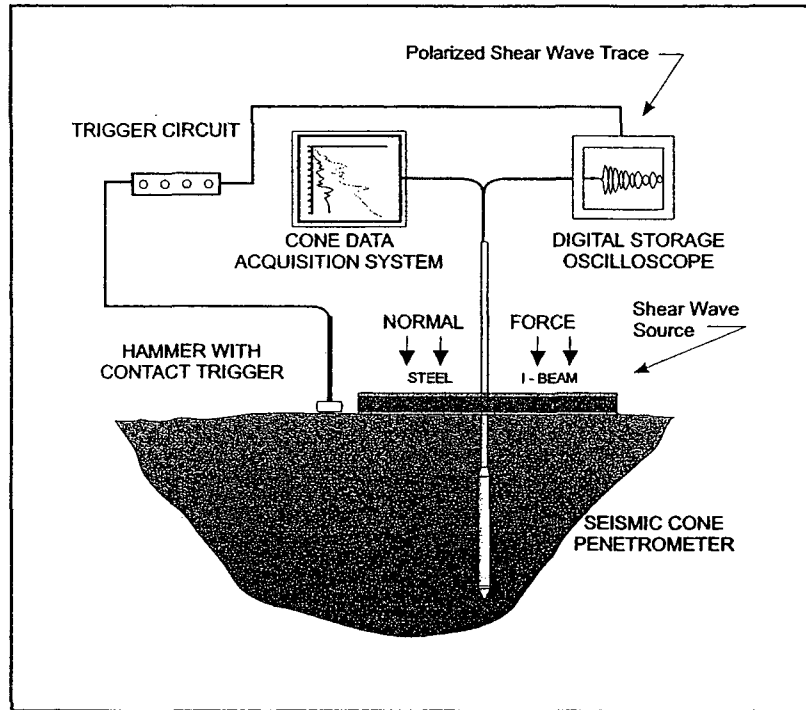 Polarized Shear Wave Trace
TRIGGER CIRCUIT
CONE DATA
ACQUISITION SYSTEM
DIGITAL STORAGE
OSCILLOSCOPE
Shear Wave
Source
NORMAL FORCE
HAMMER WITH
CONTACT TRIGGER
STEEL I - BEAM
SEISMIC CONE
PENETROMETER